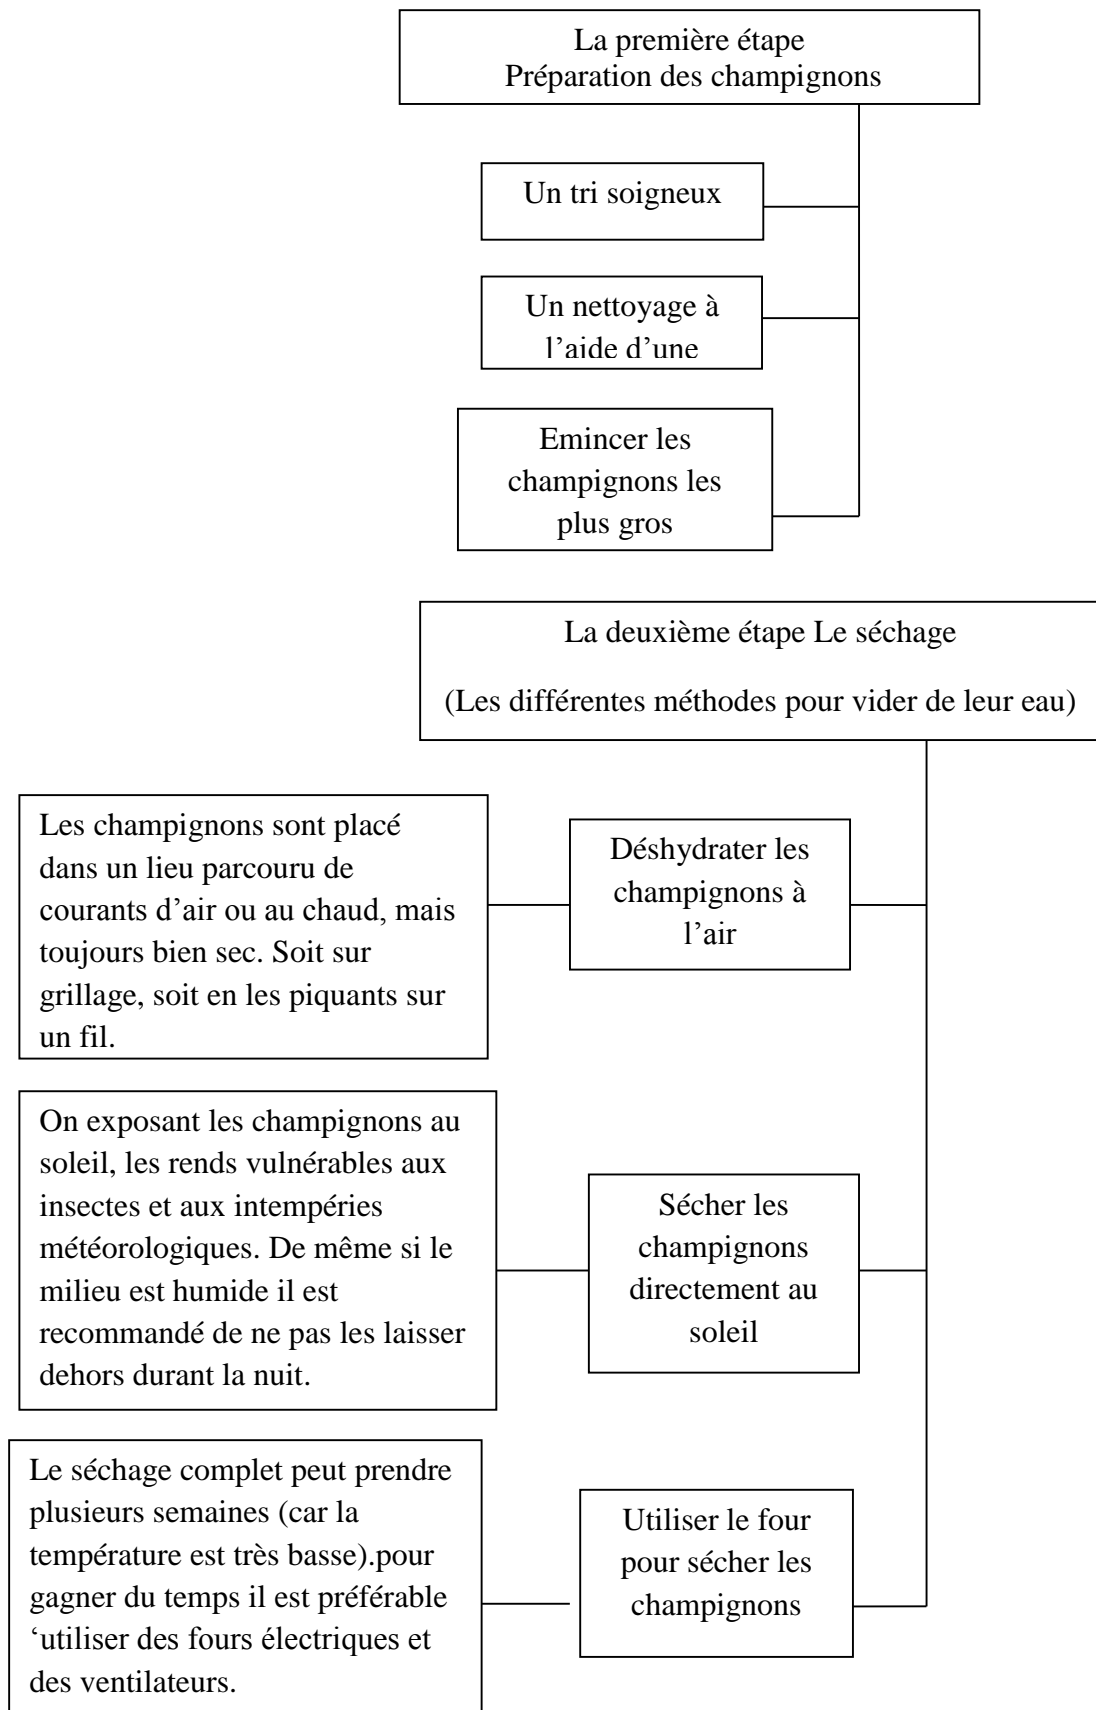 La première étape
Préparation des champignons
Un tri soigneux
Un nettoyage à
l’aide d’une
Emincer les
champignons les
plus gros
La deuxième étape Le séchage
(Les différentes méthodes pour vider de leur eau)
Les champignons sont placé
dans un lieu parcouru de
courants d’air ou au chaud, mais
toujours bien sec. Soit sur
grillage, soit en les piquants sur
un fil.
Déshydrater les
champignons à
l’air
On exposant les champignons au
soleil, les rends vulnérables aux
insectes et aux intempéries
météorologiques. De même si le
milieu est humide il est
recommandé de ne pas les laisser
dehors durant la nuit.
Sécher les
champignons
directement au
soleil
Le séchage complet peut prendre
plusieurs semaines (car la
température est très basse).pour
gagner du temps il est préférable
‘utiliser des fours électriques et
des ventilateurs.
Utiliser le four
pour sécher les
champignons